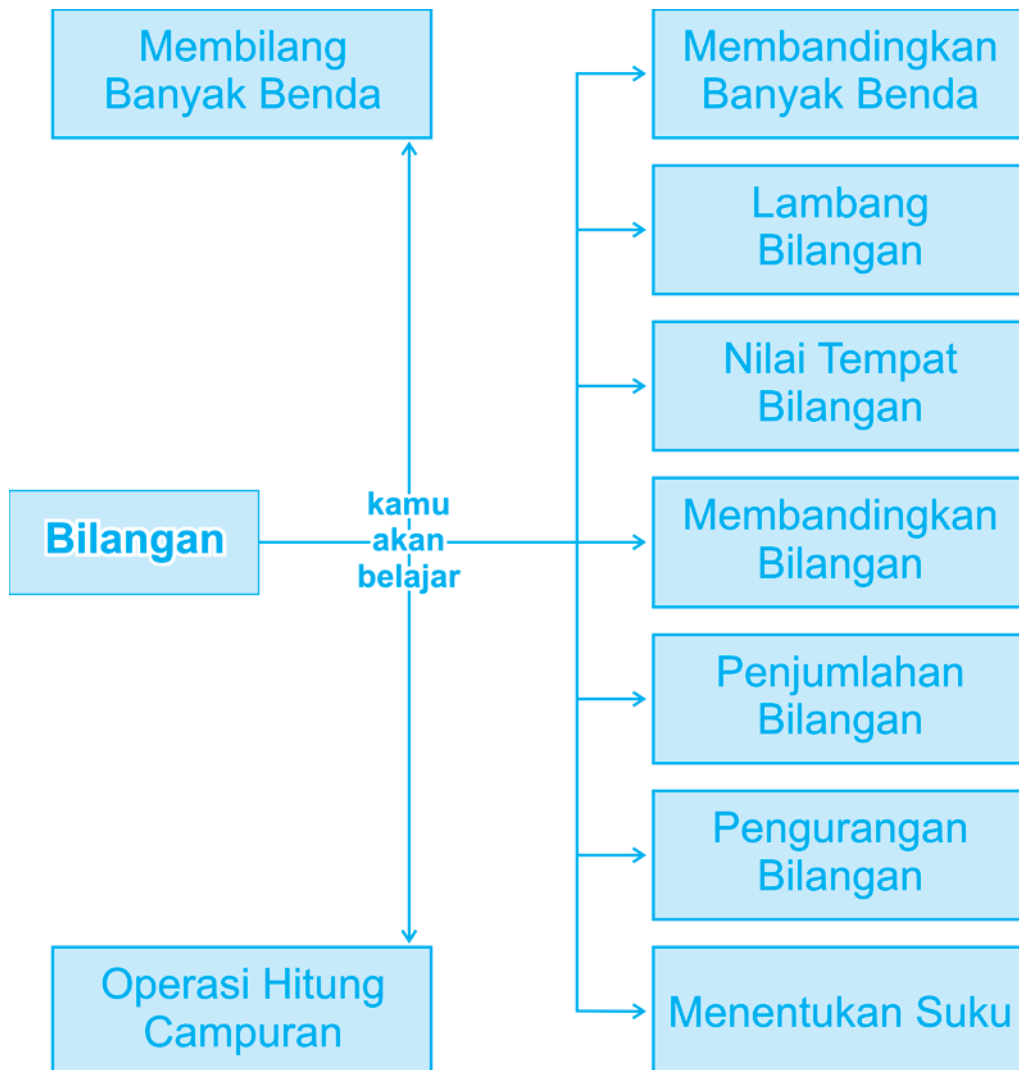 Membilang
Banyak Benda
Membandingkan
Banyak Benda
Lambang
Bilangan
Nilai Tempat
Bilangan
Bilangan
kamu
akan
belajar
Membandingkan
Bilangan
Penjumlahan
Bilangan
Pengurangan
Bilangan
Operasi Hitung
Campuran
Menentukan Suku